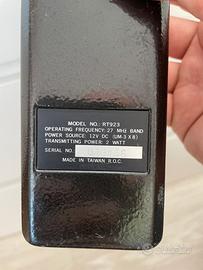 MODEL NO.: RT923
OPERATING FREQUENCY: 27 MHz BAND
POWER SOURCE: 12V DC (UM-3 X 8)
TRANSMITTING POWER: 2 WATT
SERIAL NO.
MADE IN TAIWAN R.O.C.